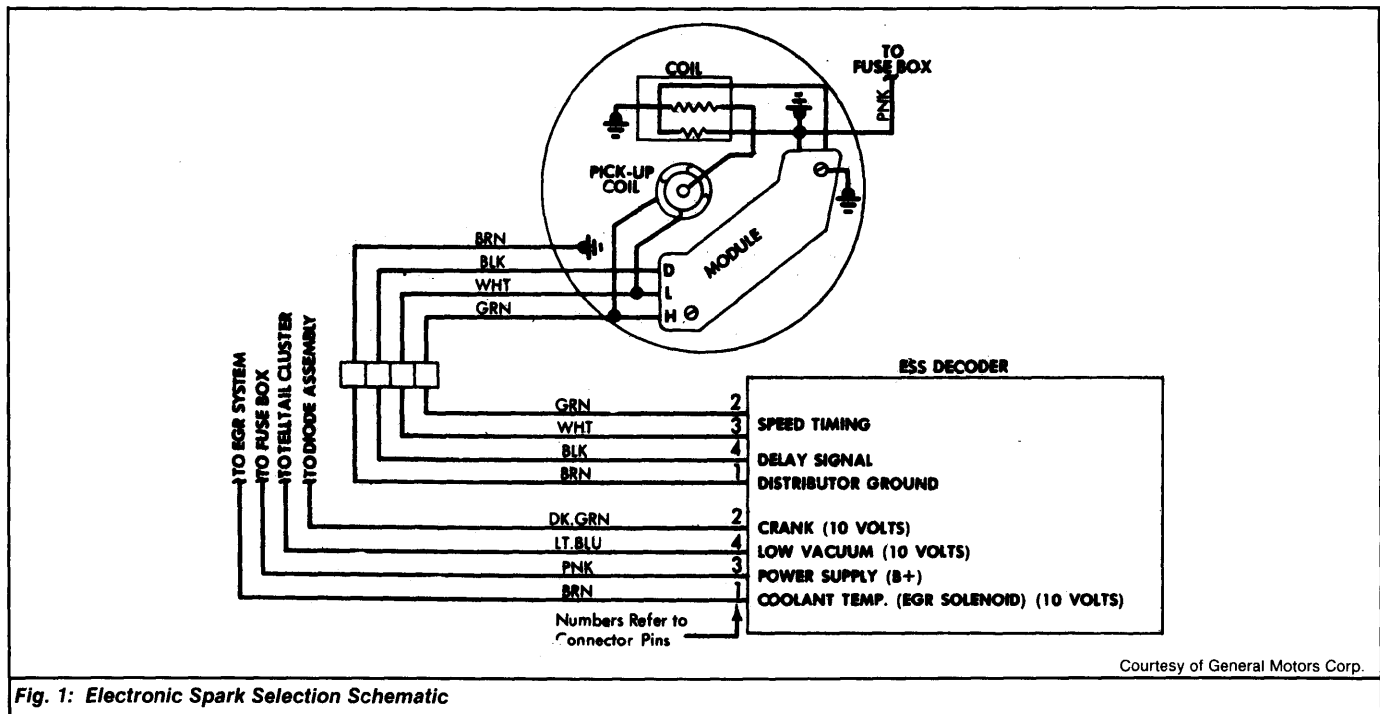 TO
FUSE BOX
COIL
PNK
PICK-UP
COIL
MODULE
BRN
BLK
D
WHT
L
GRN
H
TO EGR SYSTEM
TO FUSE BOX
TO TELLTAIL CLUSTER
TO DIODE ASSEMBLY
ESS DECODER
GRN 2
SPEED TIMING
WHT 3
BLK 4 DELAY SIGNAL
BRN 1 DISTRIBUTOR GROUND
DK.GRN 2 CRANK (10 VOLTS)
LT.BLU 4 LOW VACUUM (10 VOLTS)
PNK 3 POWER SUPPLY (B+)
BRN 1 COOLANT TEMP. (EGR SOLENOID) (10 VOLTS)
Numbers Refer to
Connector Pins
Courtesy of General Motors Corp.
Fig. 1: Electronic Spark Selection Schematic